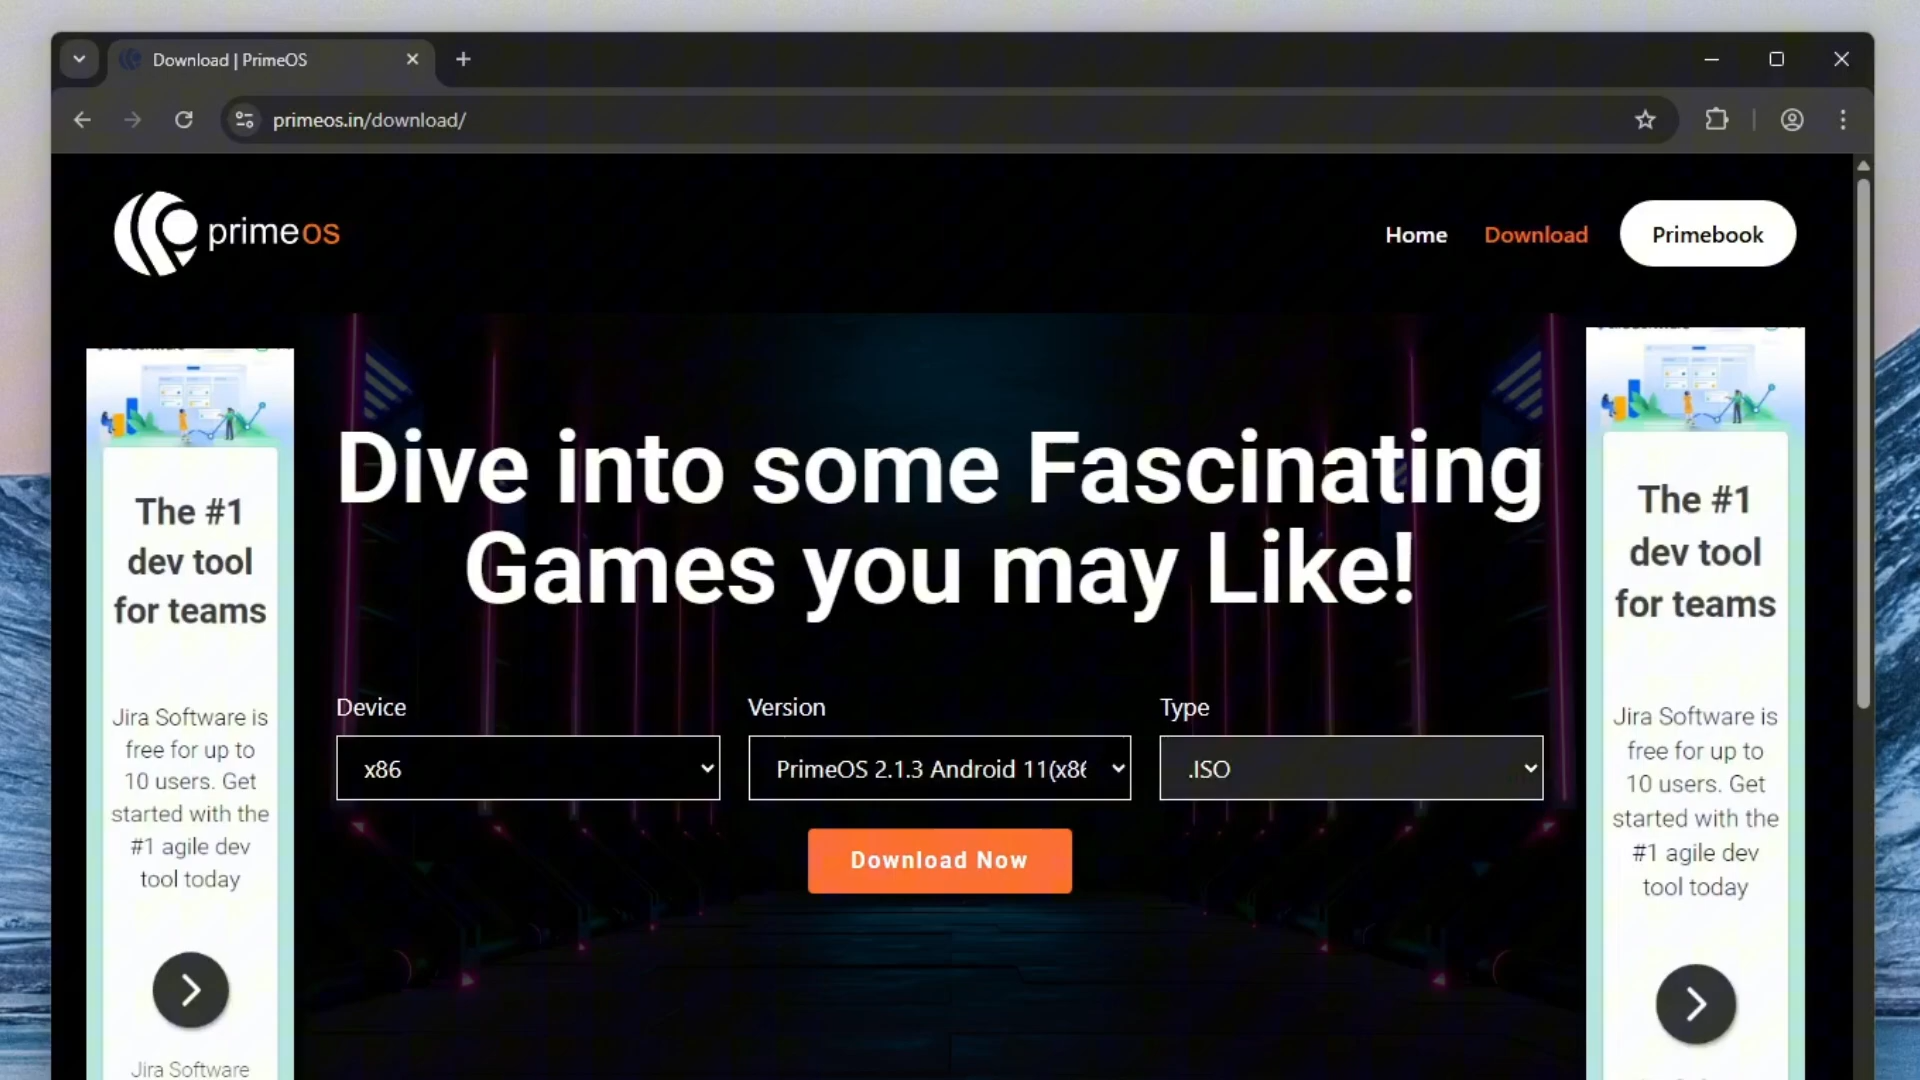 Download | PrimeOS
primeos.in/download/
primeos
Home
Download
Primebook
Dive into some Fascinating
Games you may Like!
Device
Version
Type
x86
PrimeOS 2.1.3 Android 11(x86
.ISO
Download Now
The #1
dev tool
for teams
Jira Software is
free for up to
10 users. Get
started with the
#1 agile dev
tool today
Jira Software
The #1
dev tool
for teams
Jira Software is
free for up to
10 users. Get
started with the
#1 agile dev
tool today